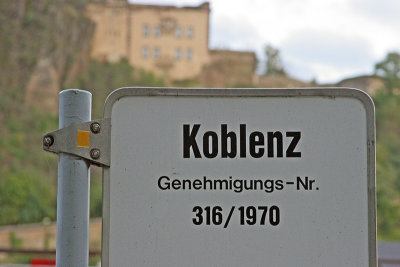 Koblenz
Genehmigungs-Nr.
316/1970